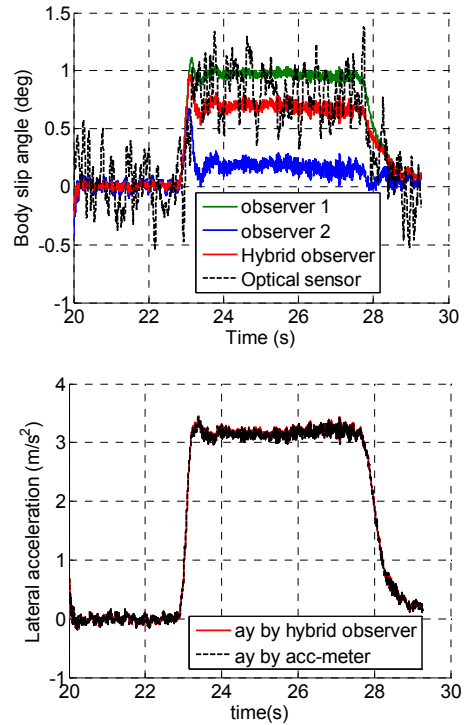 1.5
1
0.5
0
-0.5
-1
Body slip angle (deg)
observer 1
observer 2
Hybrid observer
Optical sensor
20 22 24 26 28 30
Time (s)
4
3
2
1
0
-1
Lateral acceleration (m/s²)
ay by hybrid observer
ay by acc-meter
20 22 24 26 28 30
time(s)